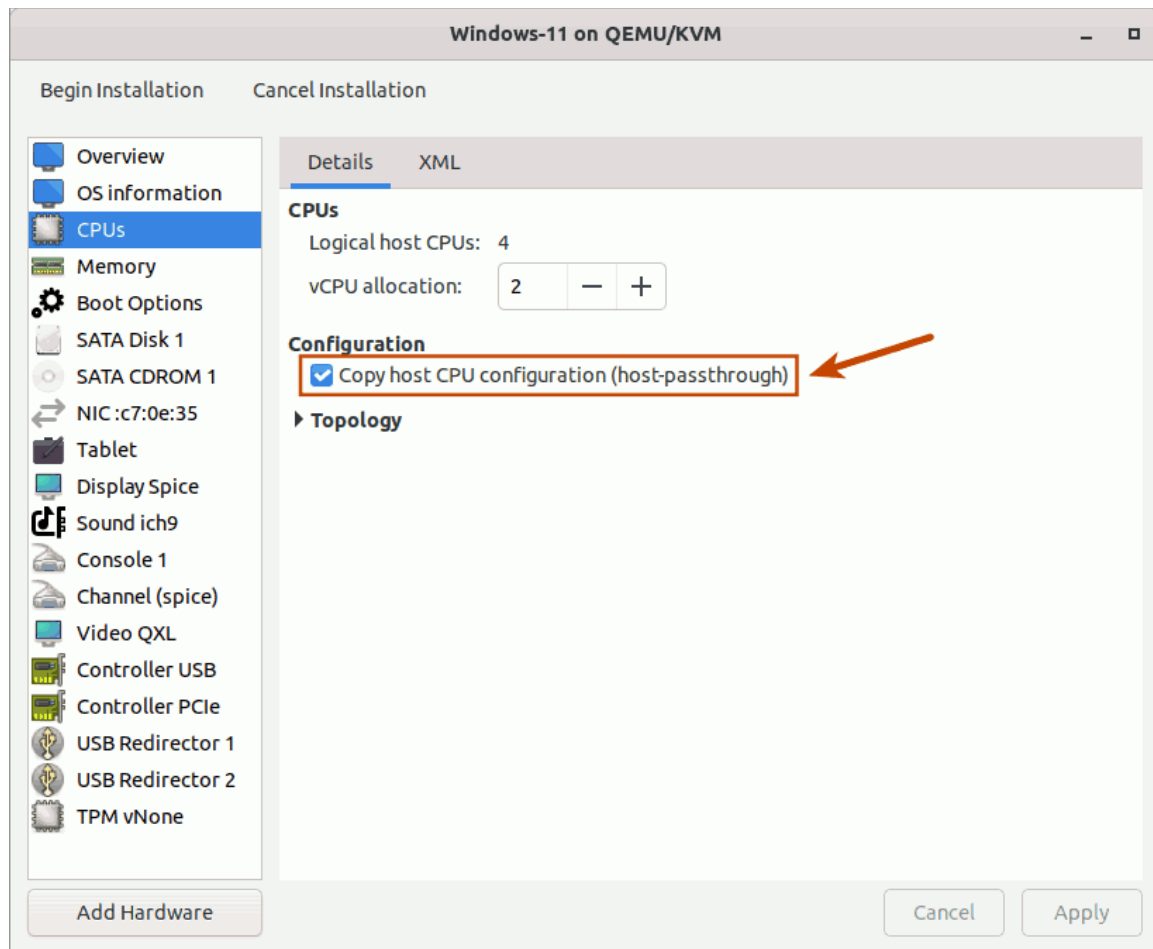 Windows-11 on QEMU/KVM
Begin Installation Cancel Installation
Overview
OS information
CPUs
Memory
Boot Options
SATA Disk 1
SATA CDROM 1
NIC :c7:0e:35
Tablet
Display Spice
Sound ich9
Console 1
Channel (spice)
Video QXL
Controller USB
Controller PCIe
USB Redirector 1
USB Redirector 2
TPM vNone
Add Hardware
Details XML
CPUs
Logical host CPUs: 4
vCPU allocation: 2
Configuration
Copy host CPU configuration (host-passthrough)
Topology
Cancel Apply